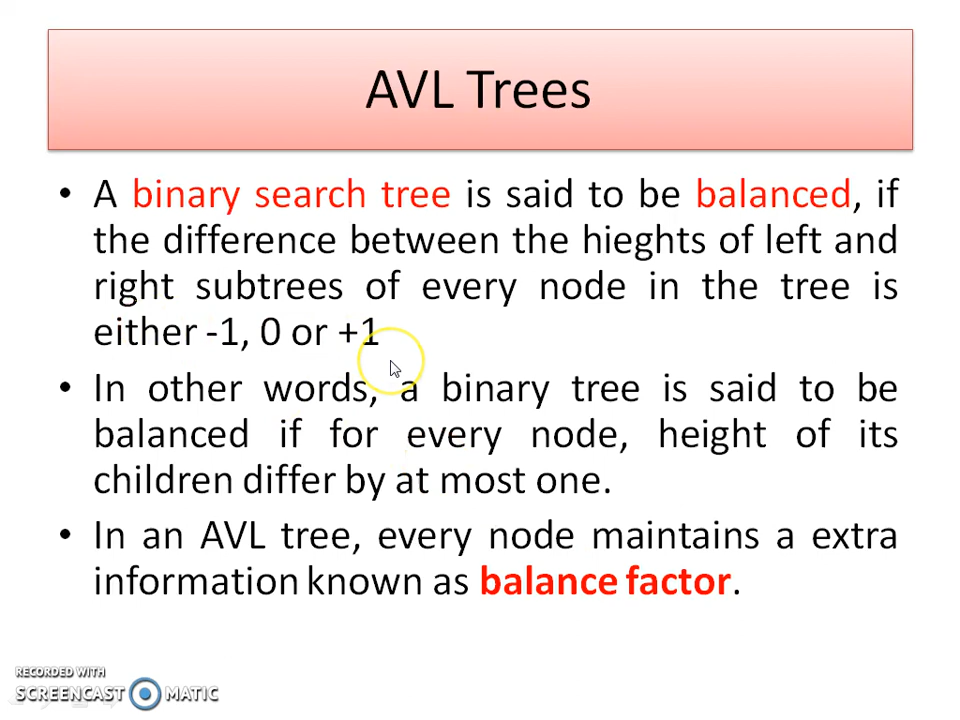 AVL Trees
• A binary search tree is said to be balanced, if
the difference between the hieghts of left and
right subtrees of every node in the tree is
either -1, 0 or +1
• In other words, a binary tree is said to be
balanced if for every node, height of its
children differ by at most one.
• In an AVL tree, every node maintains a extra
information known as balance factor.
RECORDED WITH
SCREENCAST MATIC